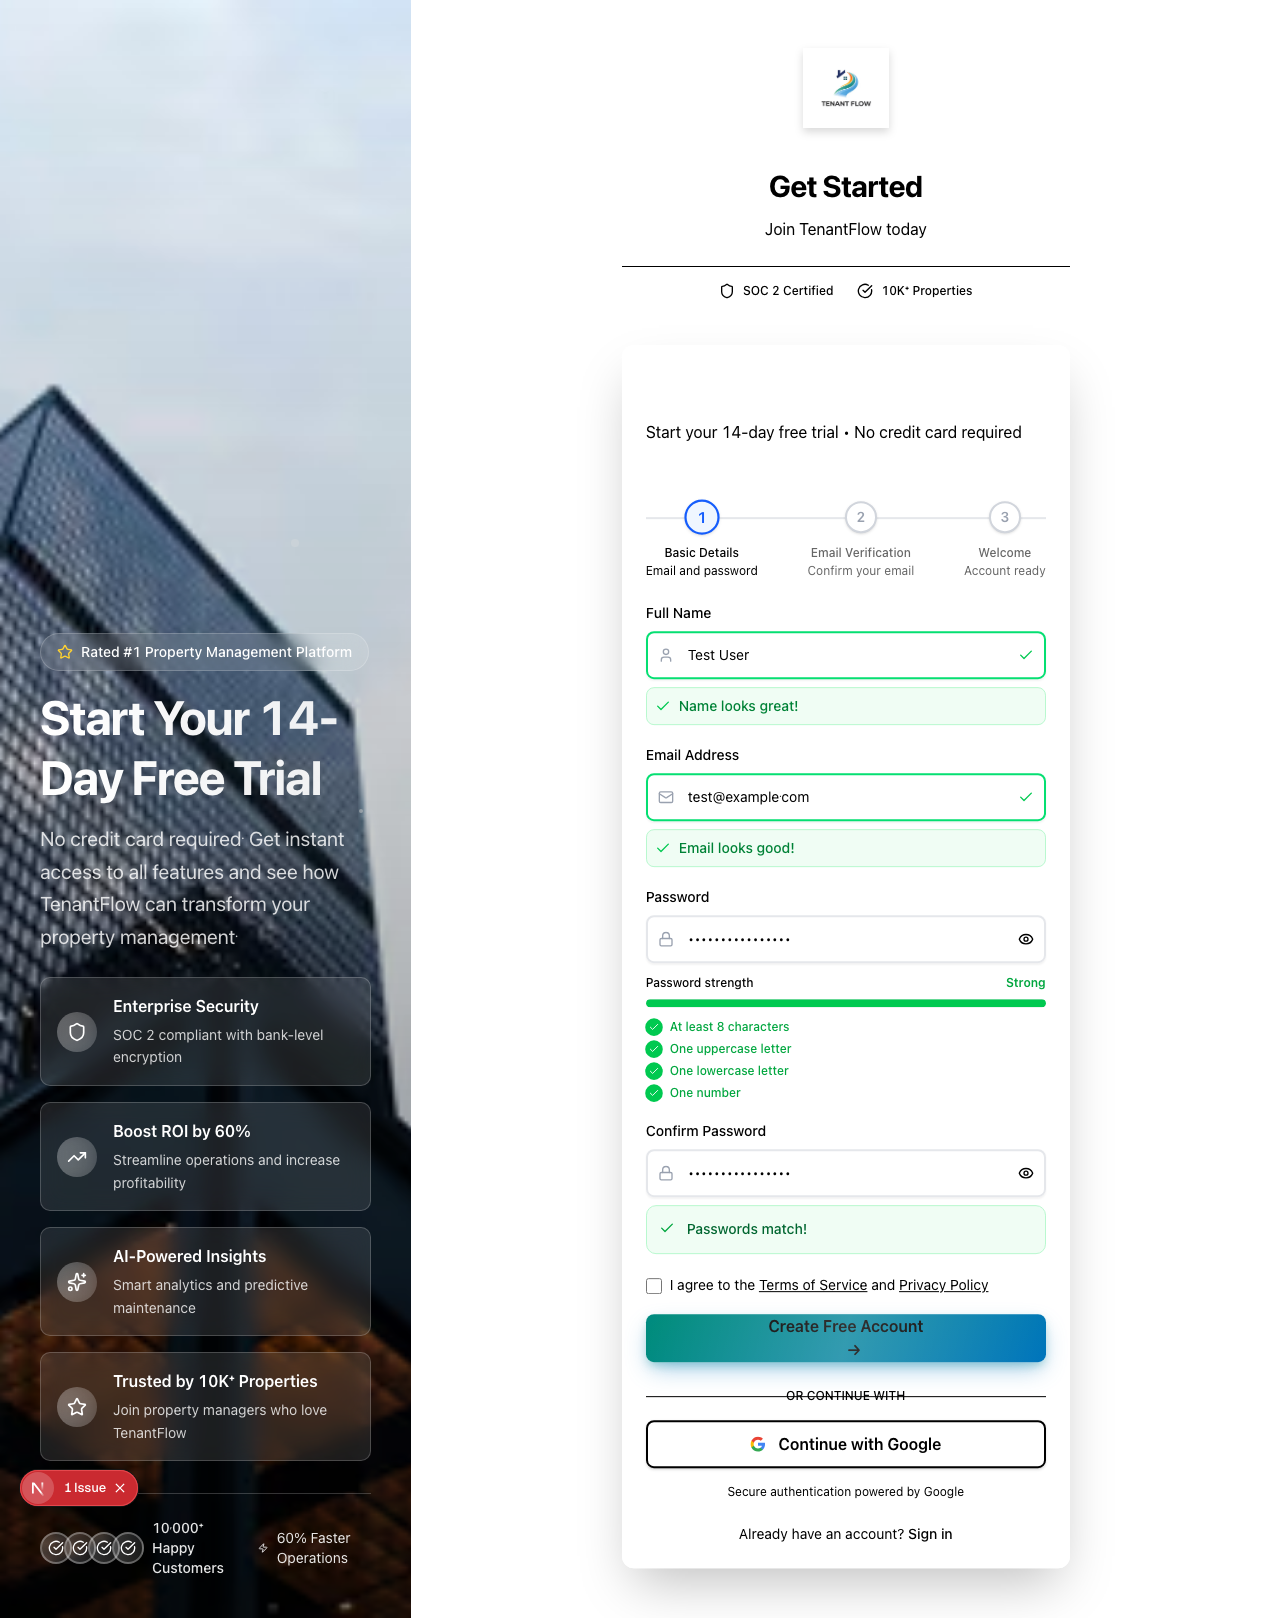 Rated #1 Property Management Platform
Start Your 14-
Day Free Trial
No credit card required· Get instant
access to all features and see how
TenantFlow can transform your
property management·
Enterprise Security
SOC 2 compliant with bank-level
encryption
Boost ROI by 60%
Streamline operations and increase
profitability
AI-Powered Insights
Smart analytics and predictive
maintenance
Trusted by 10K⁺ Properties
Join property managers who love
TenantFlow
N 1 Issue
10·000⁺
Happy
Customers
60% Faster
Operations
TENANT FLOW
Get Started
Join TenantFlow today
SOC 2 Certified
10K⁺ Properties
Start your 14-day free trial • No credit card required
1
2
3
Basic Details
Email Verification
Welcome
Email and password
Confirm your email
Account ready
Full Name
Test User
Name looks great!
Email Address
test@example·com
Email looks good!
Password
••••••••••••••••
Password strength
Strong
At least 8 characters
One uppercase letter
One lowercase letter
One number
Confirm Password
••••••••••••••••
Passwords match!
I agree to the Terms of Service and Privacy Policy
Create Free Account
→
OR CONTINUE WITH
Continue with Google
Secure authentication powered by Google
Already have an account? Sign in